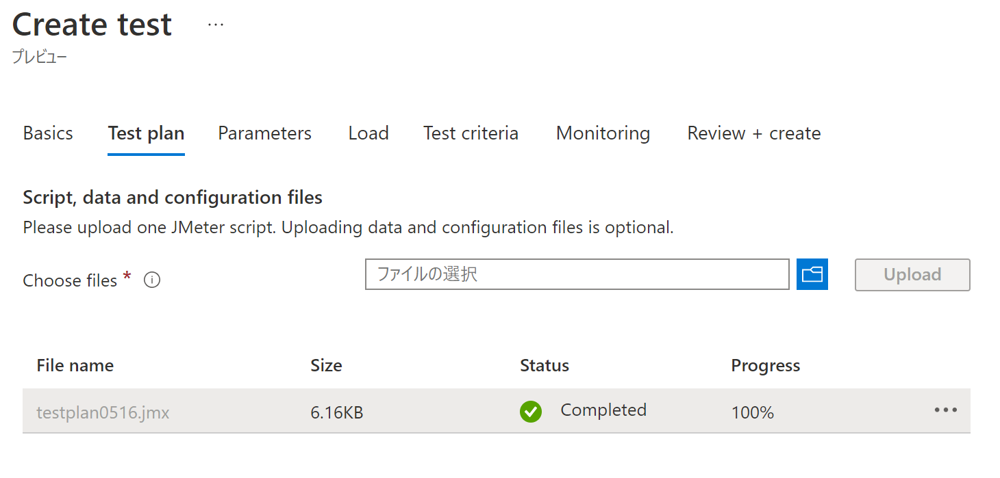 Create test ...
プレビュー
Basics Test plan Parameters Load Test criteria Monitoring Review + create
Script, data and configuration files
Please upload one JMeter script. Uploading data and configuration files is optional.
Choose files * ファイルの選択 Upload
File name Size Status Progress
testplan0516.jmx 6.16KB Completed 100% ...